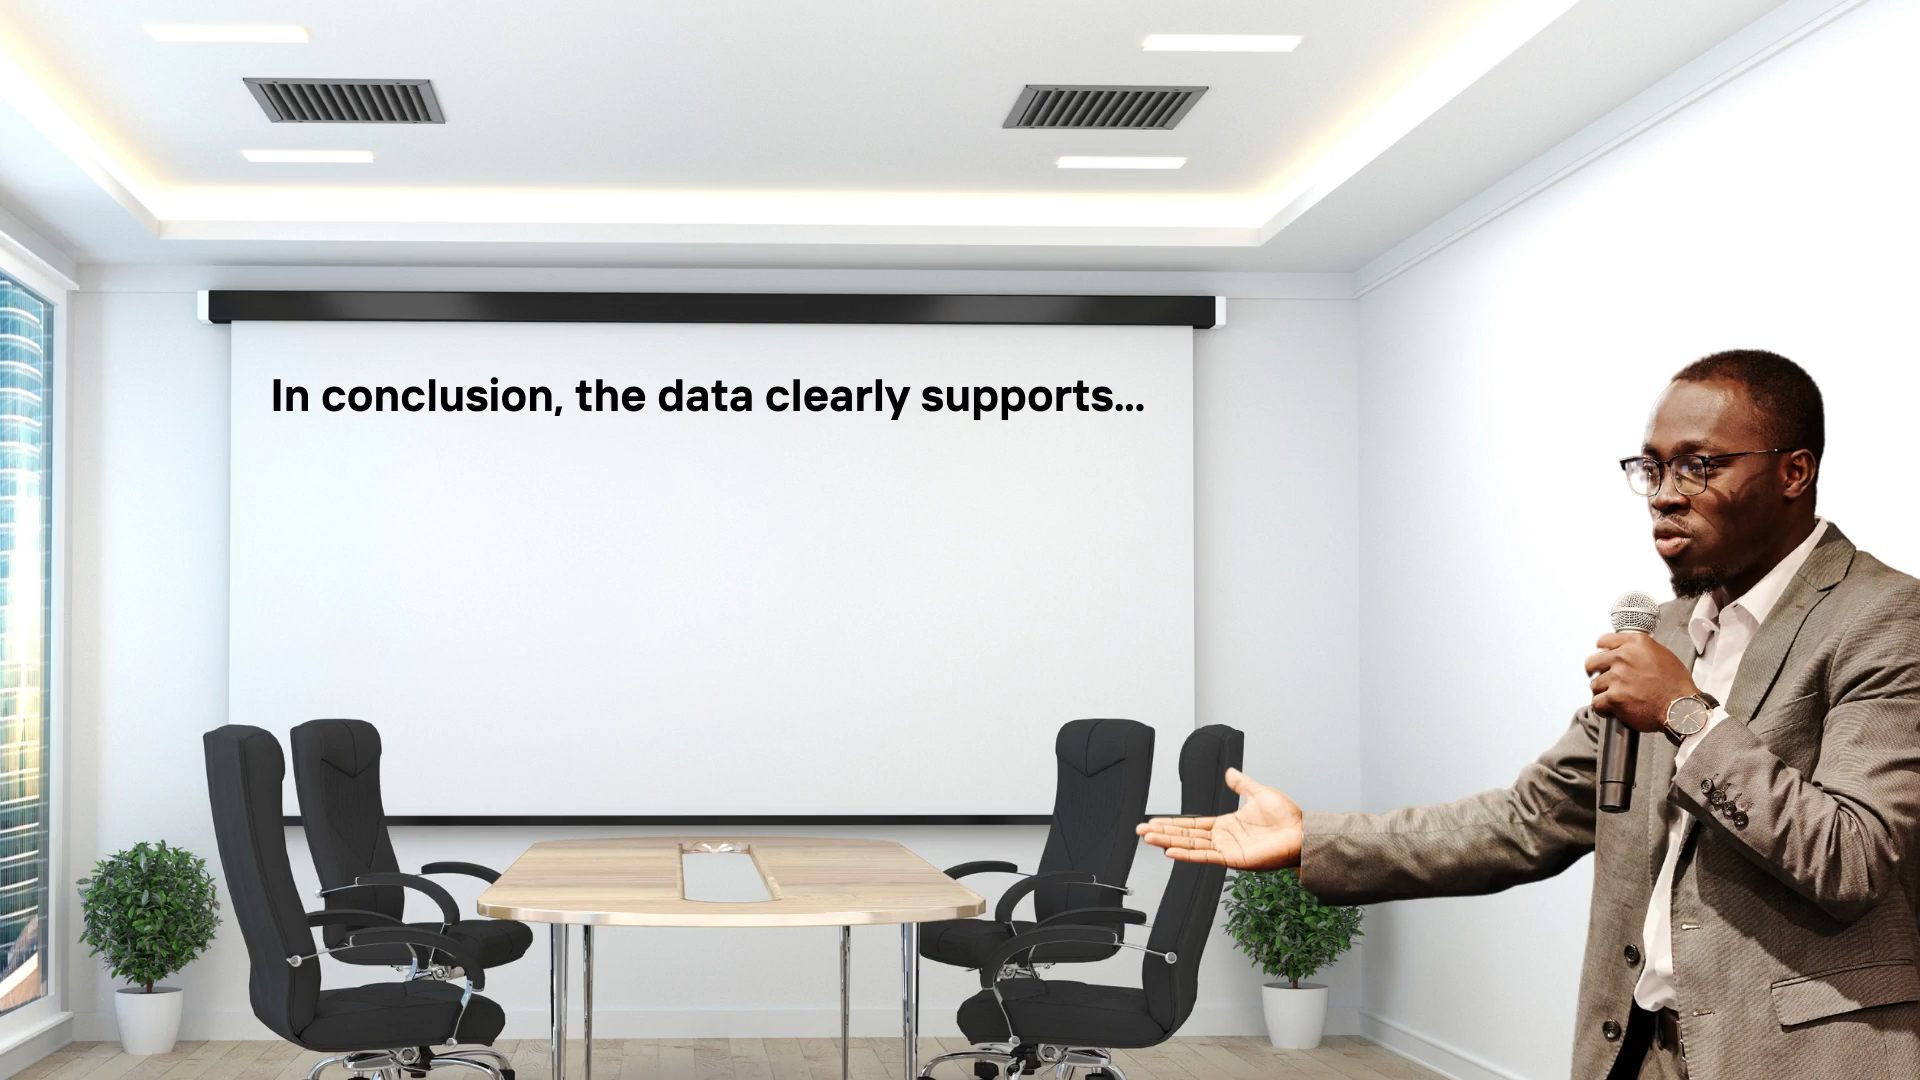 In conclusion, the data clearly supports...